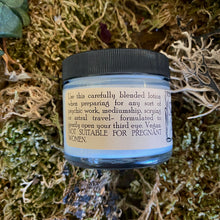 Use this carefully blended lotion
when preparing for any sort of
psychic work, mediumship, scrying
or astral travel- formulated to
gently open your third eye. Vegan.
NOT SUITABLE FOR PREGNANT
WOMEN.